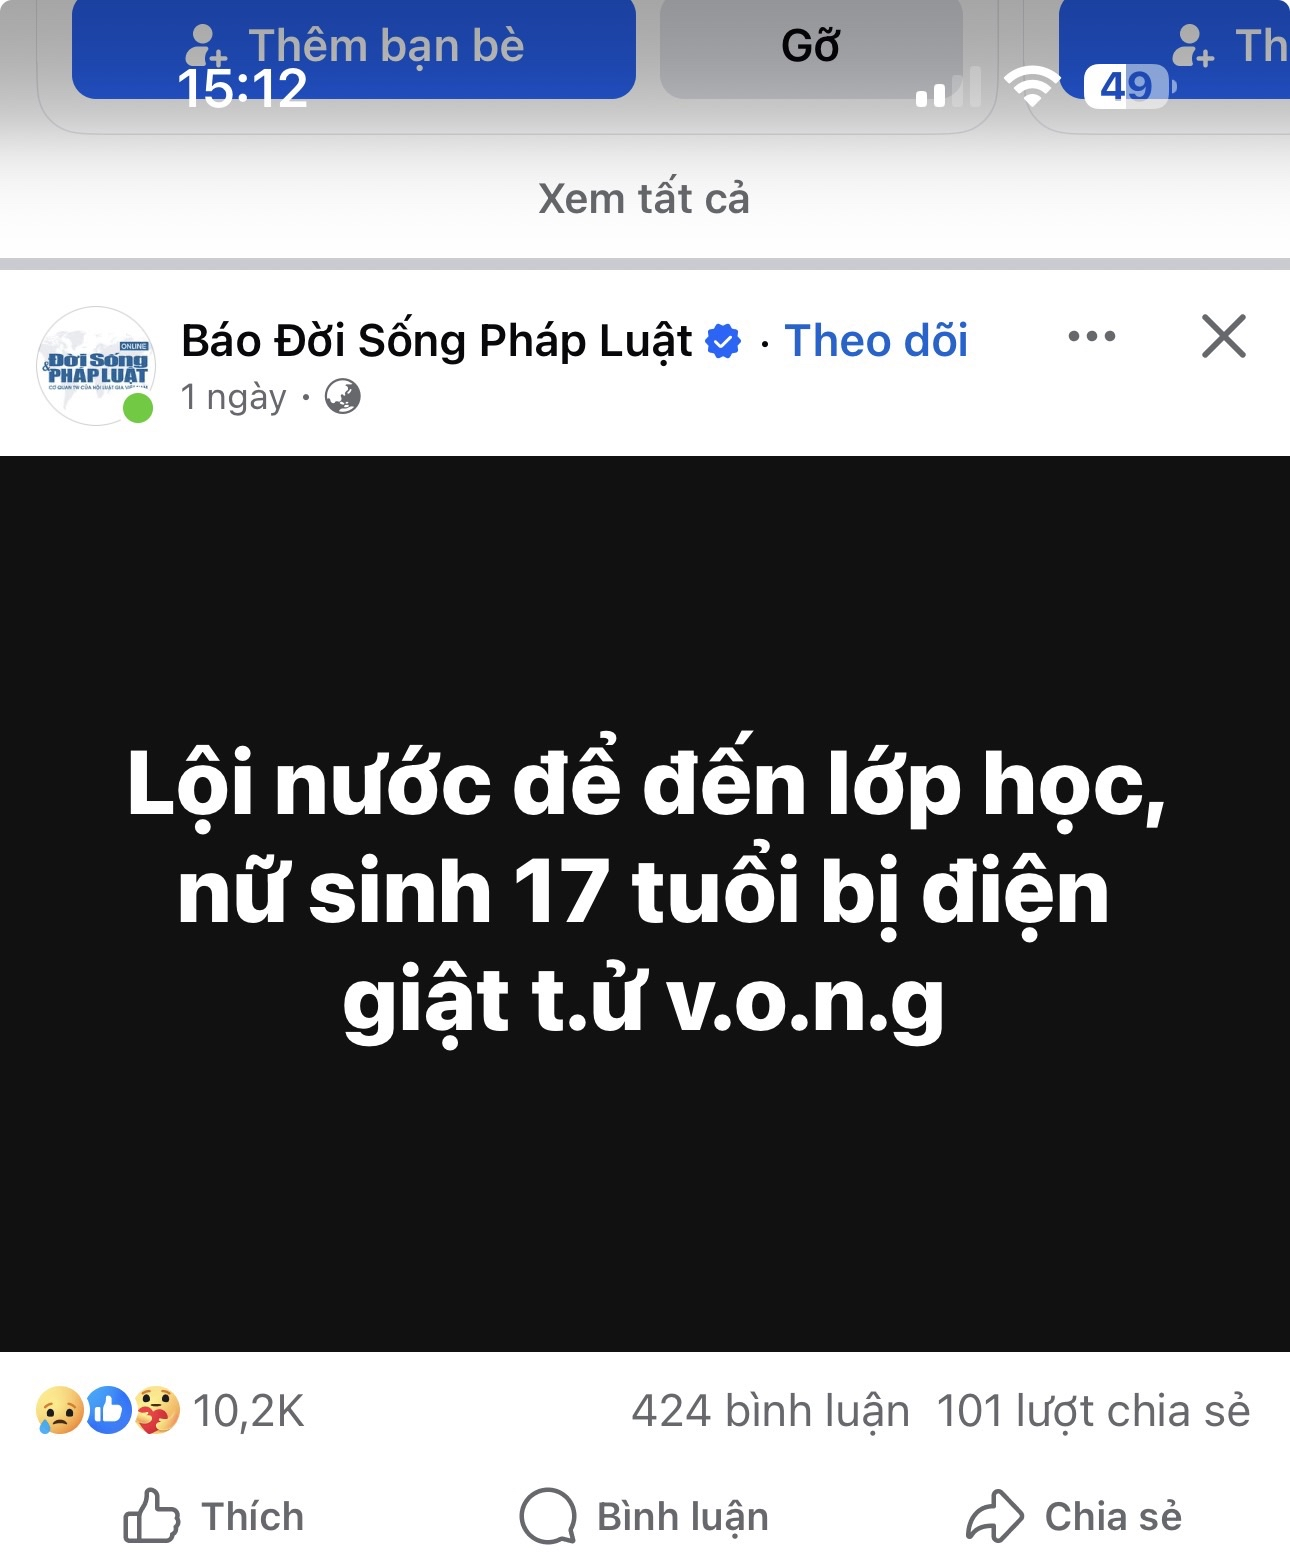 Thêm bạn bè
Gỡ
Th
15:12
49
Xem tất cả
Báo Đời Sống Pháp Luật · Theo dõi
1 ngày ·
ONLINE
Đời Sống
& PHÁP LUẬT
Lội nước để đến lớp học,
nữ sinh 17 tuổi bị điện
giật t.ử v.o.n.g
10,2K
424 bình luận 101 lượt chia sẻ
Thích
Bình luận
Chia sẻ